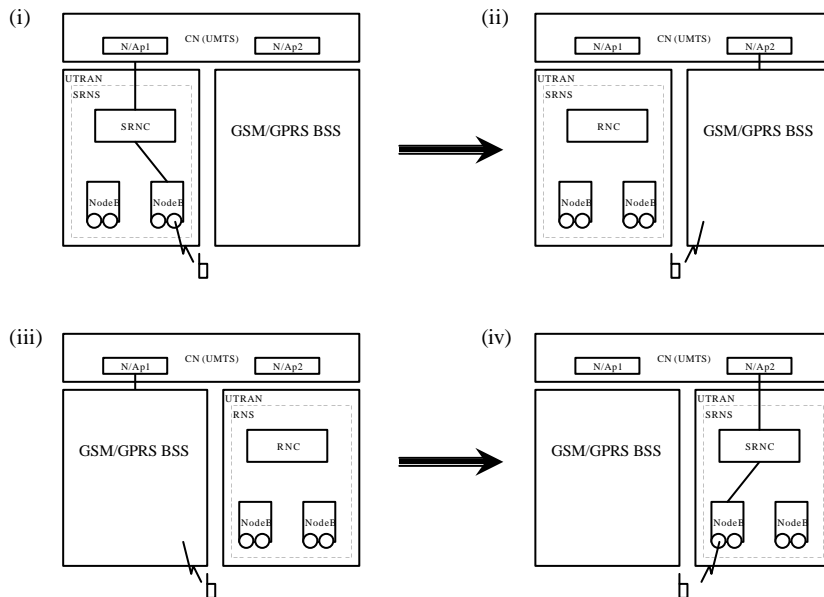 (i)
CN (UMTS)
N/Ap1
N/Ap2
UTRAN
SRNS
SRNC
GSM/GPRS BSS
NodeB
NodeB
(ii)
CN (UMTS)
N/Ap1
N/Ap2
UTRAN
SRNS
RNC
GSM/GPRS BSS
NodeB
NodeB
(iii)
CN (UMTS)
N/Ap1
N/Ap2
GSM/GPRS BSS
UTRAN
RNS
RNC
NodeB
NodeB
(iv)
CN (UMTS)
N/Ap1
N/Ap2
GSM/GPRS BSS
UTRAN
SRNS
SRNC
NodeB
NodeB